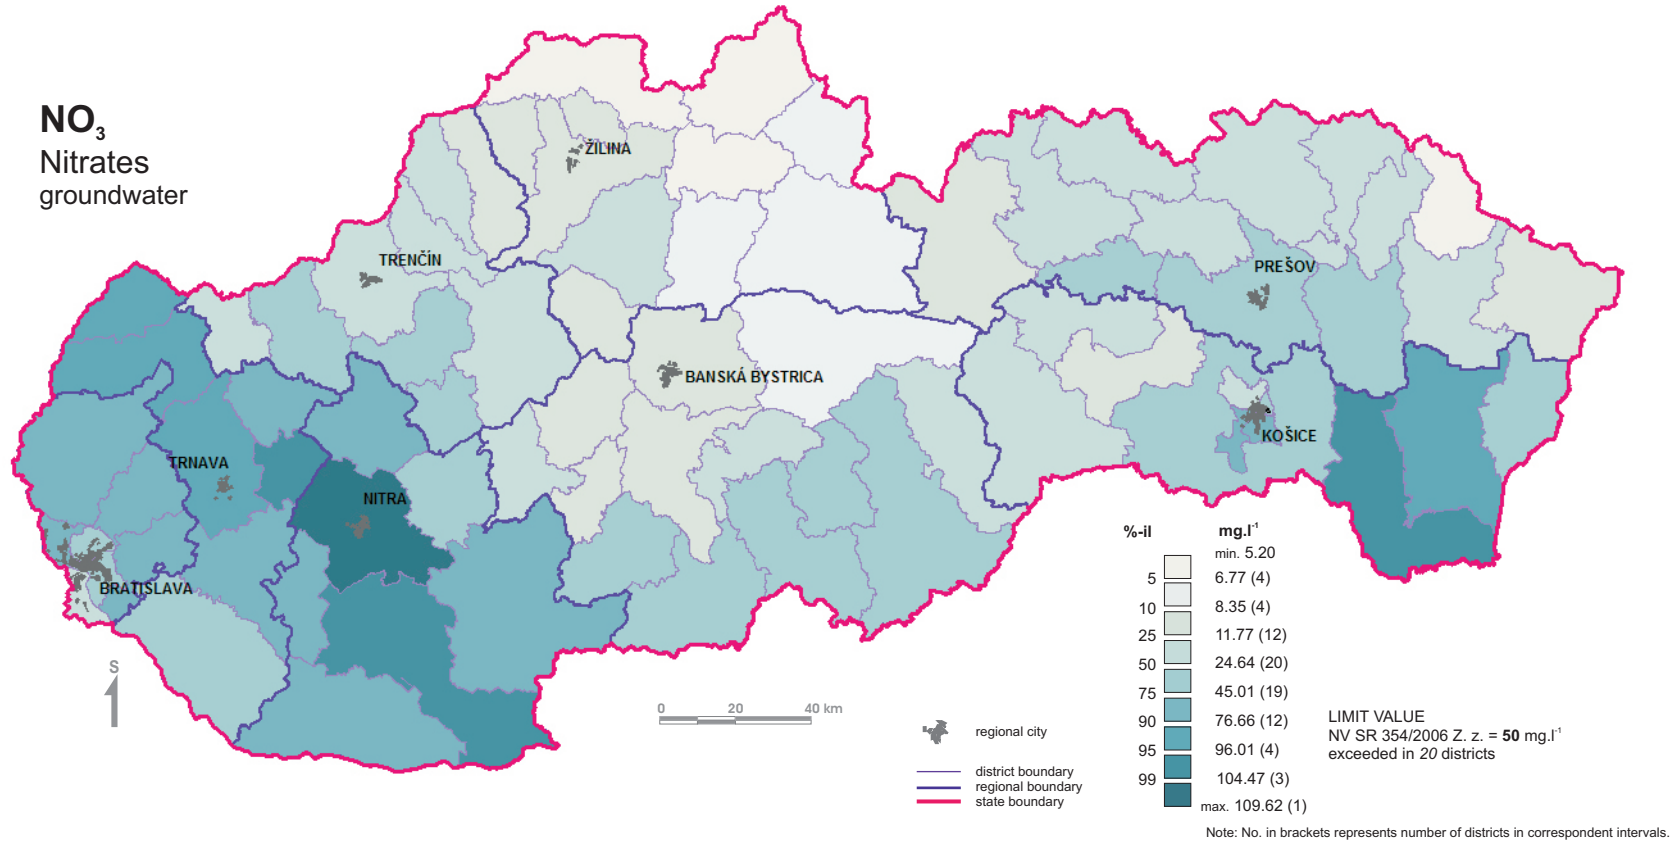 NO3
Nitrates
groundwater
ŽILINA
TRENČÍN
PREŠOV
BANSKÁ BYSTRICA
KOŠICE
TRNAVA
NITRA
BRATISLAVA
S
0 20 40 km
regional city
district boundary
regional boundary
state boundary
%-il mg.l-1
min. 5.20
5 6.77 (4)
10 8.35 (4)
25 11.77 (12)
50 24.64 (20)
75 45.01 (19)
90 76.66 (12)
95 96.01 (4)
99 104.47 (3)
max. 109.62 (1)
LIMIT VALUE
NV SR 354/2006 Z. z. = 50 mg.l-1
exceeded in 20 districts
Note: No. in brackets represents number of districts in correspondent intervals.